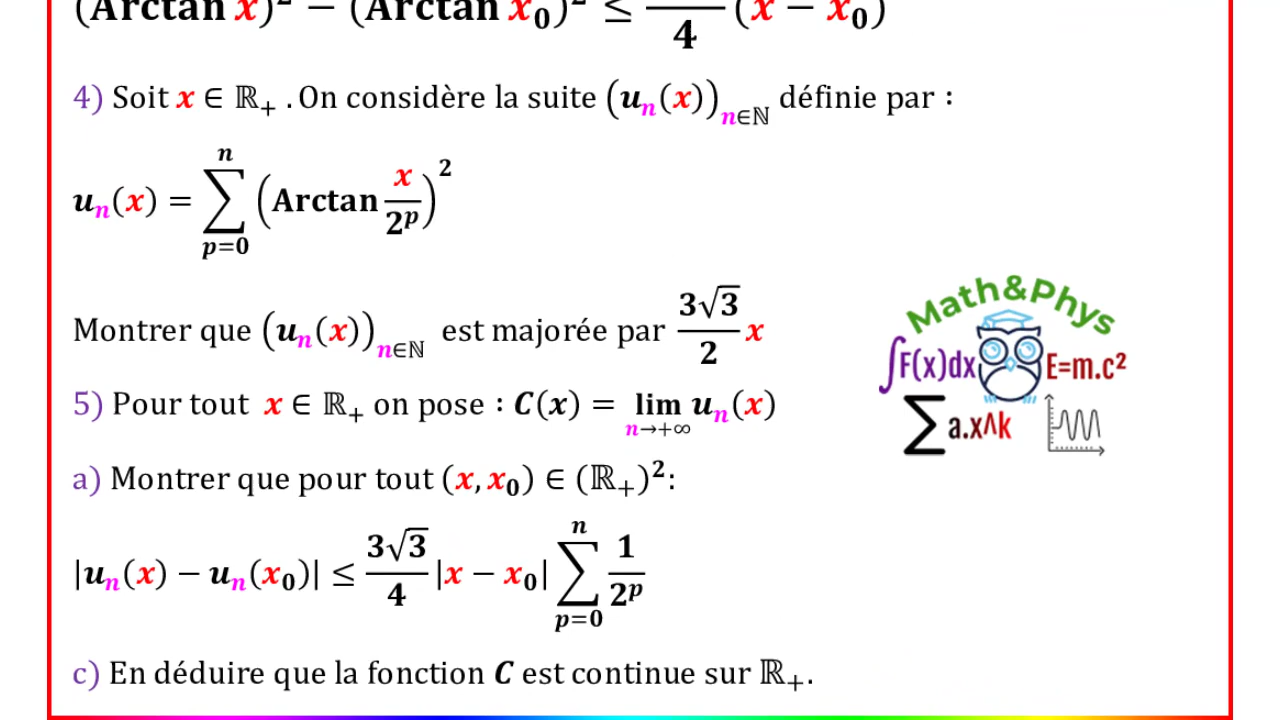 (Arctan x)² − (Arctan x₀)² ≤ ――/4 (x − x₀)
4) Soit x ∈ ℝ₊ . On considère la suite (uₙ(x))ₙ∈ℕ définie par :
uₙ(x) = ∑_{p=0}^{n} (Arctan x/2ᵖ)²
Montrer que (uₙ(x))ₙ∈ℕ est majorée par 3√3/2 x
5) Pour tout x ∈ ℝ₊ on pose : C(x) = lim_{n→+∞} uₙ(x)
a) Montrer que pour tout (x, x₀) ∈ (ℝ₊)²:
|uₙ(x) − uₙ(x₀)| ≤ 3√3/4 |x − x₀| ∑_{p=0}^{n} 1/2ᵖ
c) En déduire que la fonction C est continue sur ℝ₊.
Math&Phys
∫F(x)dx E=m.c²
∑a.x^k